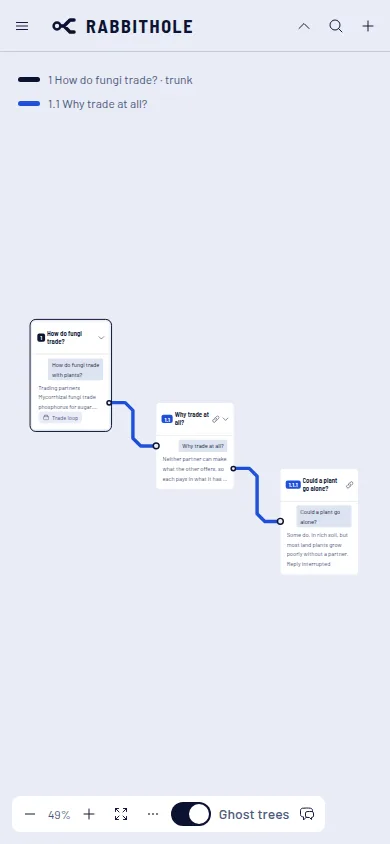 RABBITHOLE
1 How do fungi trade? · trunk
1.1 Why trade at all?
1 How do fungi
trade?
How do fungi trade
with plants?
Trading partners
Mycorrhizal fungi trade
phosphorus for sugar...
Trade loop
1.1 Why trade at
all?
Why trade at all?
Neither partner can make
what the other offers, so
each pays in what it has ...
1.1.1 Could a plant
go alone?
Could a plant go
alone?
Some do. In rich soil, but
most land plants grow
poorly without a partner.
Reply interrupted
49%
Ghost trees